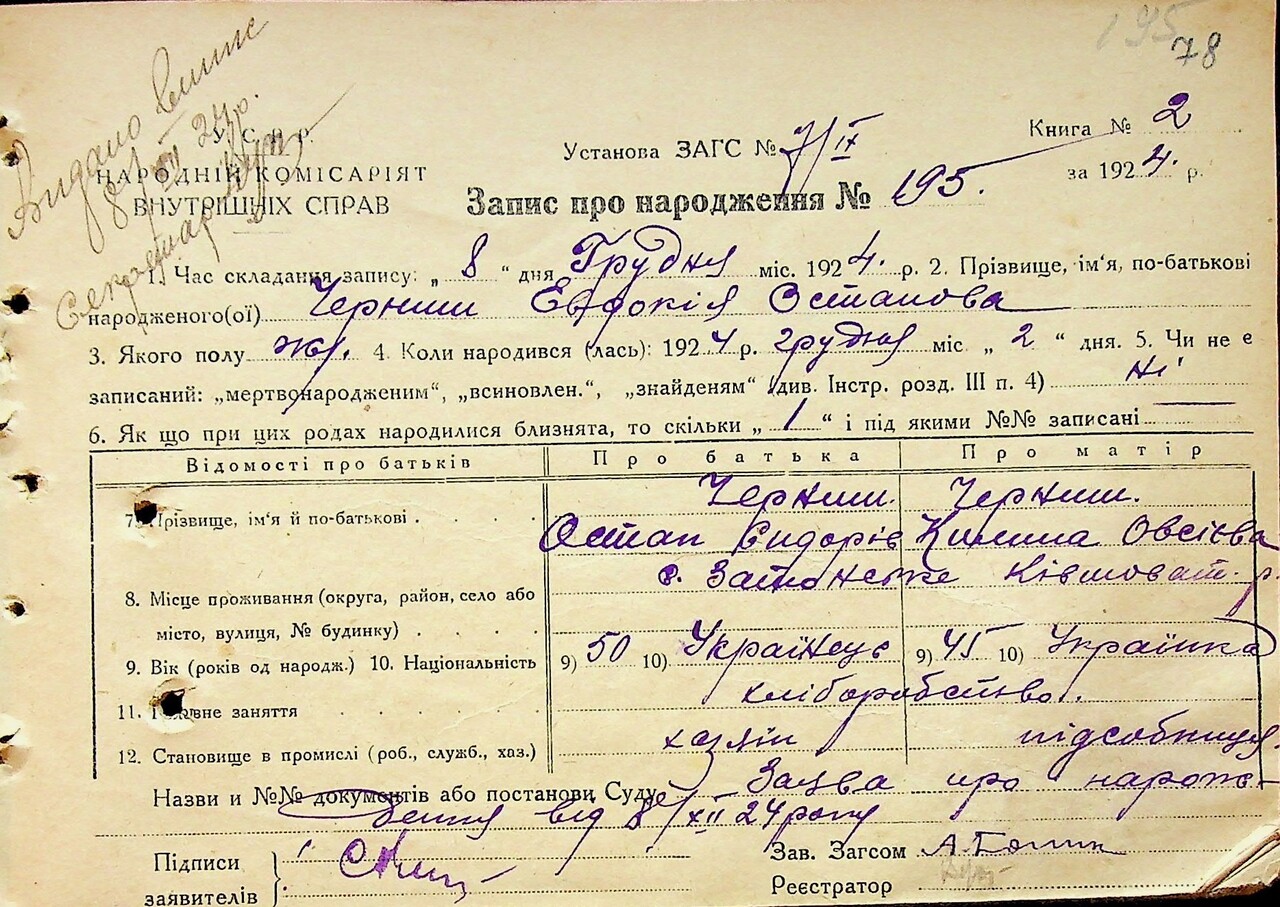 195
78
Видано випис
8/XII 24р.
Секретар
У.С.Р.Р.
НАРОДНІЙ КОМІСАРІЯТ
ВНУТРІШНІХ СПРАВ
Установа ЗАГС № 7/IX
Книга № 2
за 1924. р.
Запис про народження № 195.
1. Час складання запису: „ 8 “ дня Грудня міс. 1924. р. 2. Прізвище, ім'я, по-батькові
народженого(ої) Черниш Евдокія Остапова
3. Якого полу жі. 4. Коли народився (лась): 1924 р. грудня міс „ 2 “ дня. 5. Чи не є
записаний: „мертвонародженим“, „всиновлен.“, „знайденям“ (див. Інстр. розд. III п. 4) Ні
6. Як що при цих родах народилися близнята, то скільки „ 1 “ і під якими №№ записані
Відомості про батьків Про батька Про матір
7. Прізвище, ім'я й по-батькові Черниш. Черниш.
Остап Сидорів Килина Овсієва
8. Місце проживання (округа, район, село або с. Затонське Ківшоват. р.
місто, вулиця, № будинку)
9. Вік (років од народж.) 10. Національність 9) 50 10) Українець 9) 45 10) Українка
11. Головне заняття хліборобство.
12. Становище в промислі (роб., служб., хаз.) хазяїн підсобниця.
Назви и №№ документів або постанови Суду Заява про народж-
дення від 8/XII 24 року
Підписи
заявителів
Зав. Загсом
Реєстратор